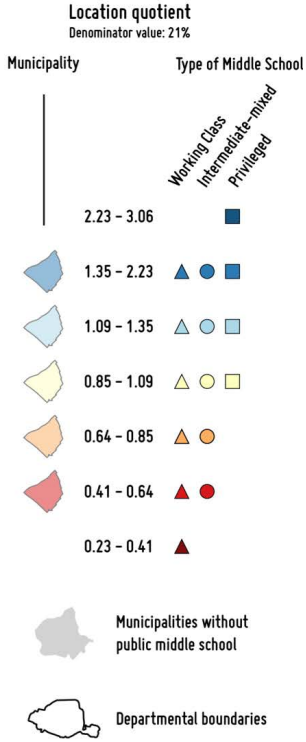 Location quotient
Denominator value: 21%
Municipality
Type of Middle School
Working Class
Intermediate-mixed
Privileged
2.23 – 3.06
1.35 – 2.23
1.09 – 1.35
0.85 – 1.09
0.64 – 0.85
0.41 – 0.64
0.23 – 0.41
Municipalities without
public middle school
Departmental boundaries